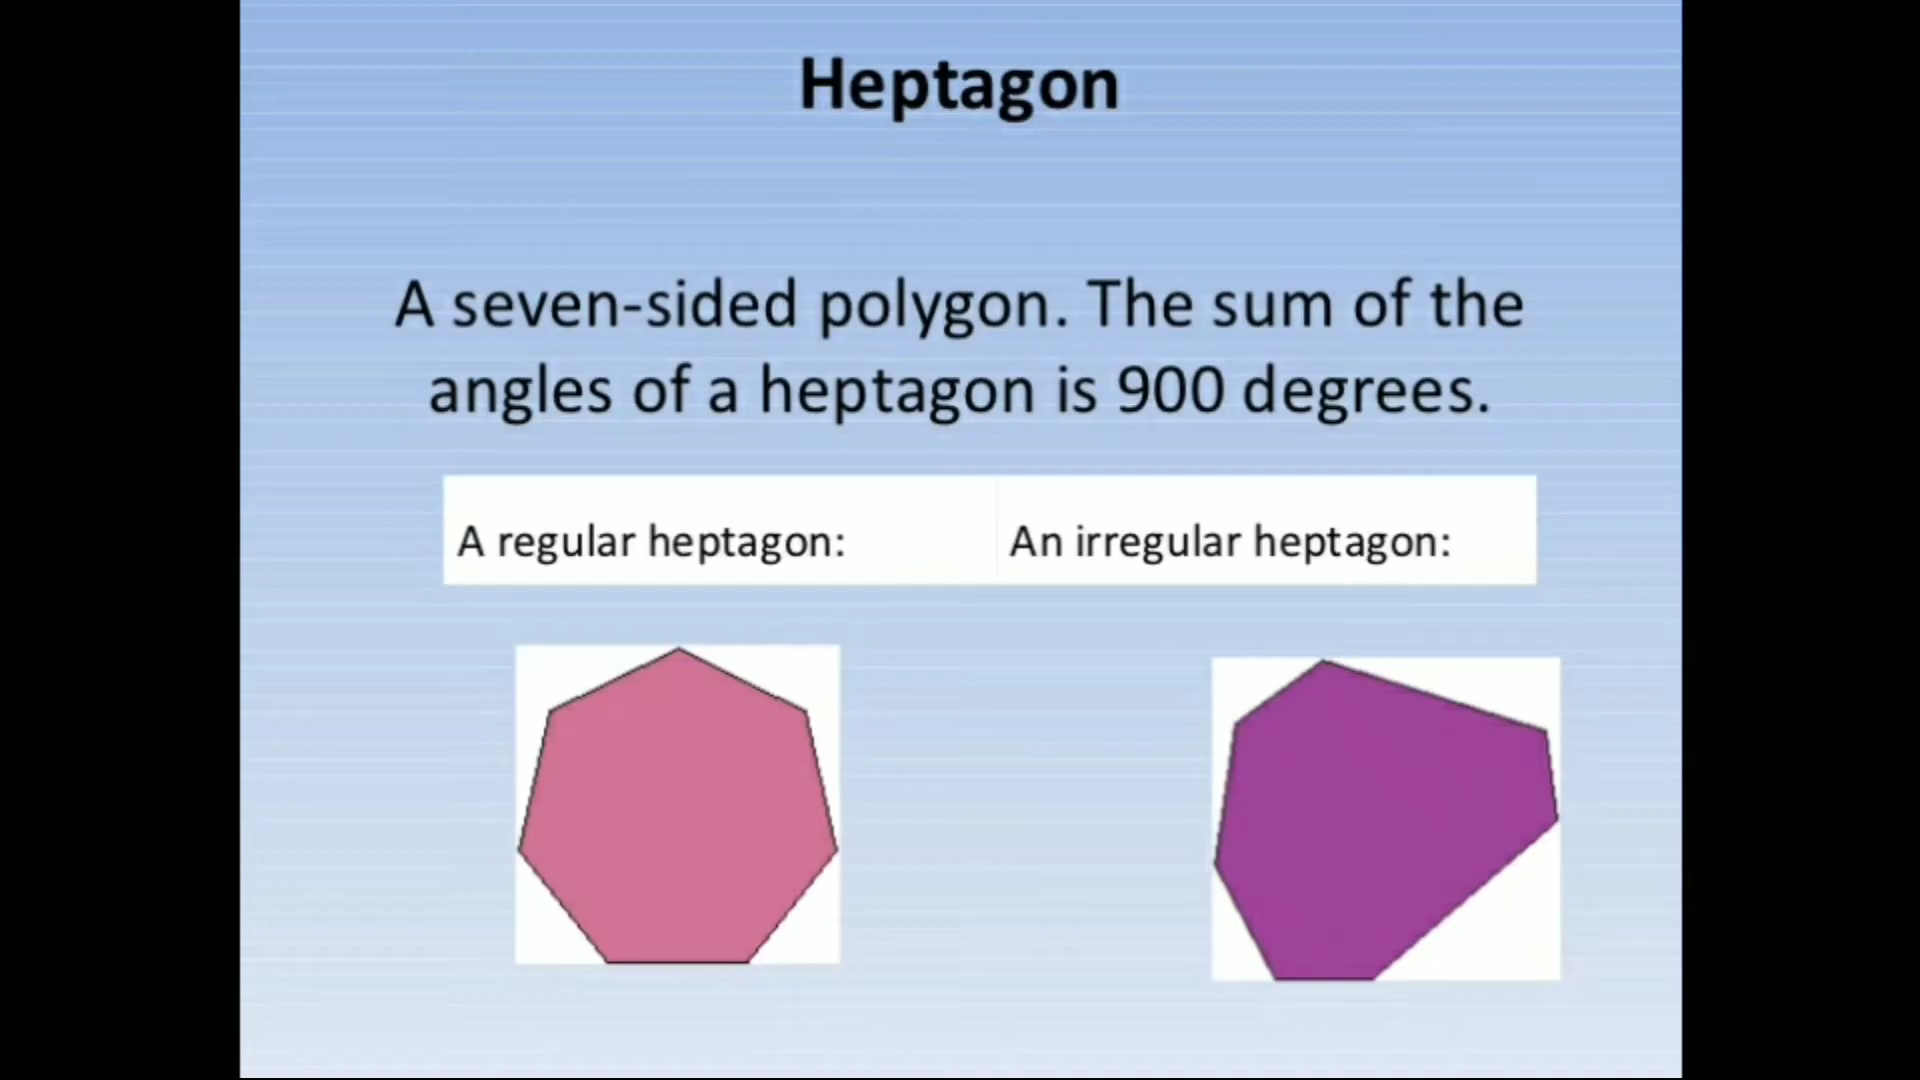 Heptagon
A seven-sided polygon. The sum of the
angles of a heptagon is 900 degrees.
A regular heptagon:
An irregular heptagon: